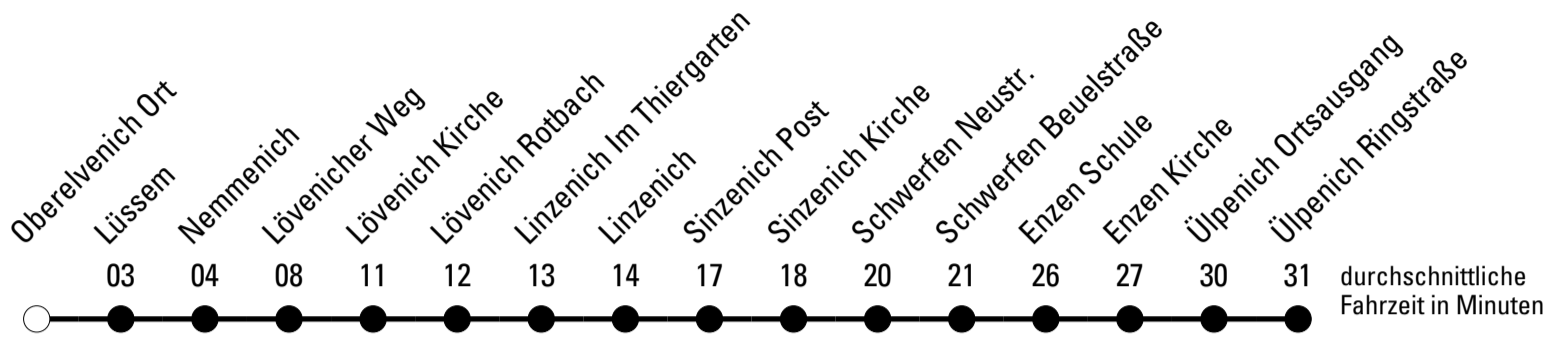 Oberelvenich Ort
Lüssem
Nemmenich
Lövenicher Weg
Lövenich Kirche
Lövenich Rotbach
Linzenich Im Thiergarten
Linzenich
Sinzenich Post
Sinzenich Kirche
Schwerfen Neustr.
Schwerfen Beuelstraße
Enzen Schule
Enzen Kirche
Ülpenich Ortsausgang
Ülpenich Ringstraße
03 04 08 11 12 13 14 17 18 20 21 26 27 30 31
durchschnittliche
Fahrzeit in Minuten